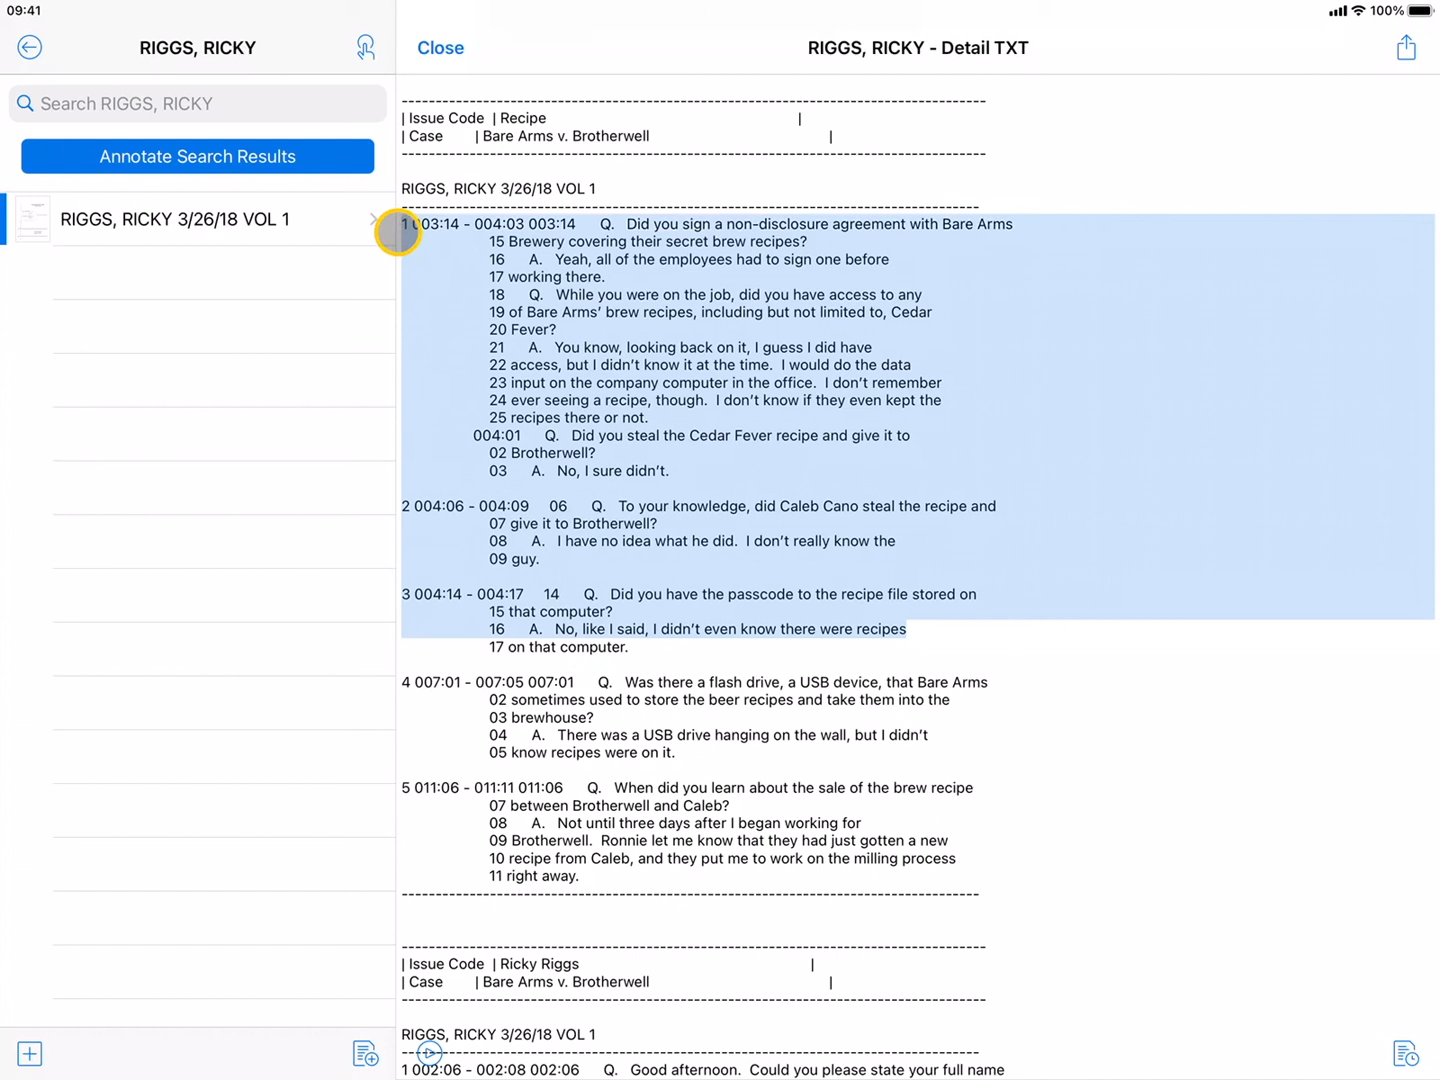 09:41
100%
RIGGS, RICKY
Close
RIGGS, RICKY - Detail TXT
Search RIGGS, RICKY
Annotate Search Results
RIGGS, RICKY 3/26/18 VOL 1
--------------------------------------------------------------------------------------
| Issue Code | Recipe |
| Case | Bare Arms v. Brotherwell |
--------------------------------------------------------------------------------------
RIGGS, RICKY 3/26/18 VOL 1
-------------------------------------------------------------------------------------
1 003:14 - 004:03 003:14 Q. Did you sign a non-disclosure agreement with Bare Arms
15 Brewery covering their secret brew recipes?
16 A. Yeah, all of the employees had to sign one before
17 working there.
18 Q. While you were on the job, did you have access to any
19 of Bare Arms’ brew recipes, including but not limited to, Cedar
20 Fever?
21 A. You know, looking back on it, I guess I did have
22 access, but I didn’t know it at the time. I would do the data
23 input on the company computer in the office. I don’t remember
24 ever seeing a recipe, though. I don’t know if they even kept the
25 recipes there or not.
004:01 Q. Did you steal the Cedar Fever recipe and give it to
02 Brotherwell?
03 A. No, I sure didn’t.
2 004:06 - 004:09 06 Q. To your knowledge, did Caleb Cano steal the recipe and
07 give it to Brotherwell?
08 A. I have no idea what he did. I don’t really know the
09 guy.
3 004:14 - 004:17 14 Q. Did you have the passcode to the recipe file stored on
15 that computer?
16 A. No, like I said, I didn’t even know there were recipes
17 on that computer.
4 007:01 - 007:05 007:01 Q. Was there a flash drive, a USB device, that Bare Arms
02 sometimes used to store the beer recipes and take them into the
03 brewhouse?
04 A. There was a USB drive hanging on the wall, but I didn’t
05 know recipes were on it.
5 011:06 - 011:11 011:06 Q. When did you learn about the sale of the brew recipe
07 between Brotherwell and Caleb?
08 A. Not until three days after I began working for
09 Brotherwell. Ronnie let me know that they had just gotten a new
10 recipe from Caleb, and they put me to work on the milling process
11 right away.
-------------------------------------------------------------------------------------
--------------------------------------------------------------------------------------
| Issue Code | Ricky Riggs |
| Case | Bare Arms v. Brotherwell |
--------------------------------------------------------------------------------------
RIGGS, RICKY 3/26/18 VOL 1
-------------------------------------------------------------------------------------
1 002:06 - 002:08 002:06 Q. Good afternoon. Could you please state your full name